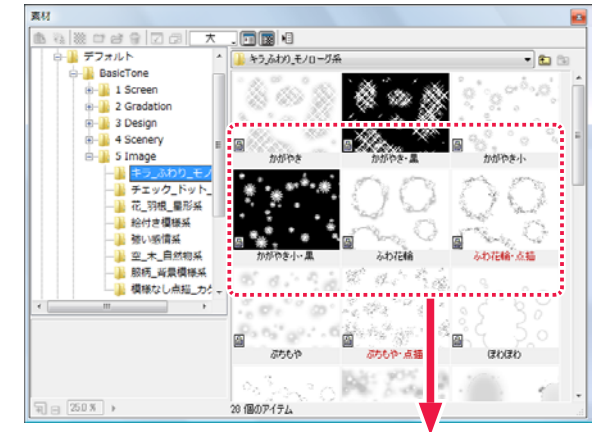 素材
大
デフォルト
BasicTone
1 Screen
2 Gradation
3 Design
4 Scenery
5 Image
キラ_ふわり_モノ
チェック_ドット_
花_羽根_星形系
絵付き模様系
強い感情系
空_木_自然物系
服柄_背景模様系
模様なし点描_カケ
キラ_ふわり_モノローグ系
かがやき
かがやき・黒
かがやき小
かがやき小・黒
ふわ花輪
ふわ花輪・点描
ぷちもや
ぷちもや・点描
ほわほわ
25.0 %
20 個のアイテム